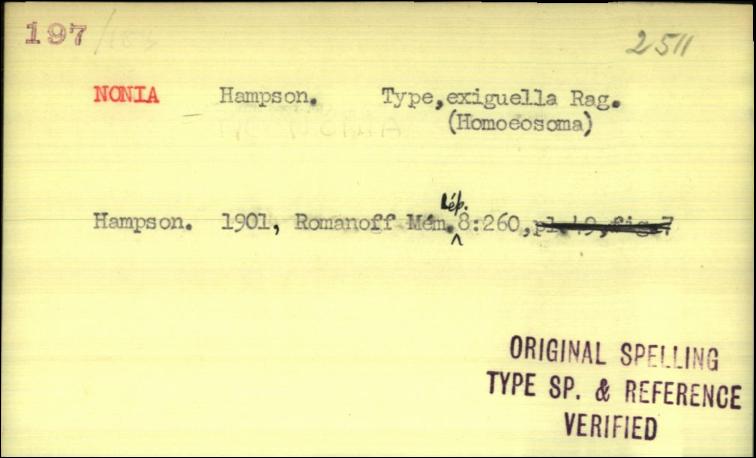 197 2511
NONIA Hampson. Type, exiguella Rag.
(Homoeosoma)
Lép.
Hampson. 1901, Romanoff Mém. 8:260, pl.49, fig.7
ORIGINAL SPELLING
TYPE SP. & REFERENCE
VERIFIED